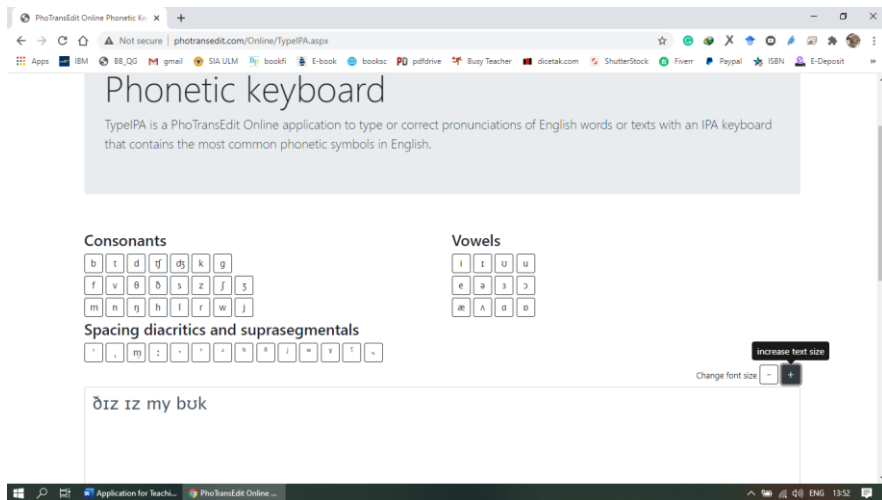 PhoTransEdit Online Phonetic Ke
Not secure | photransedit.com/Online/TypeIPA.aspx
Apps IBM BB_QG gmail SIA ULM bookfi E-book booksc pdfdrive Busy Teacher dicetak.com ShutterStock Fiverr Paypal ISBN E-Deposit »
Phonetic keyboard
TypeIPA is a PhoTransEdit Online application to type or correct pronunciations of English words or texts with an IPA keyboard
that contains the most common phonetic symbols in English.
Consonants
b t d tʃ dʒ k g
f v θ ð s z ʃ ʒ
m n ŋ h l r w j
Spacing diacritics and suprasegmentals
Vowels
i ɪ ʊ u
e ə ɜ ɔ
æ ʌ ɑ ɒ
increase text size
Change font size - +
ðɪz ɪz my bʊk
Application for Teachi... PhoTransEdit Online ... ENG 13:52